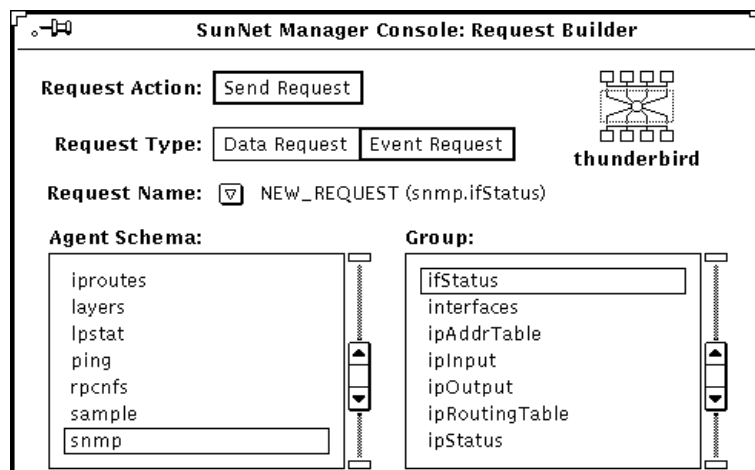 SunNet Manager Console: Request Builder
Request Action: Send Request
Request Type: Data Request Event Request
thunderbird
Request Name: NEW_REQUEST (snmp.ifStatus)
Agent Schema: Group:
iproutes ifStatus
layers interfaces
lpstat ipAddrTable
ping ipInput
rpcnfs ipOutput
sample ipRoutingTable
snmp ipStatus